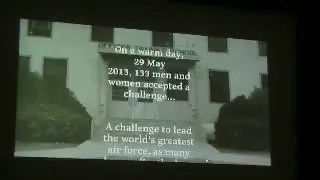 On a warm day,
29 May
2013, 133 men and
women accepted a
challenge...
A challenge to lead
the world's greatest
air force, as many